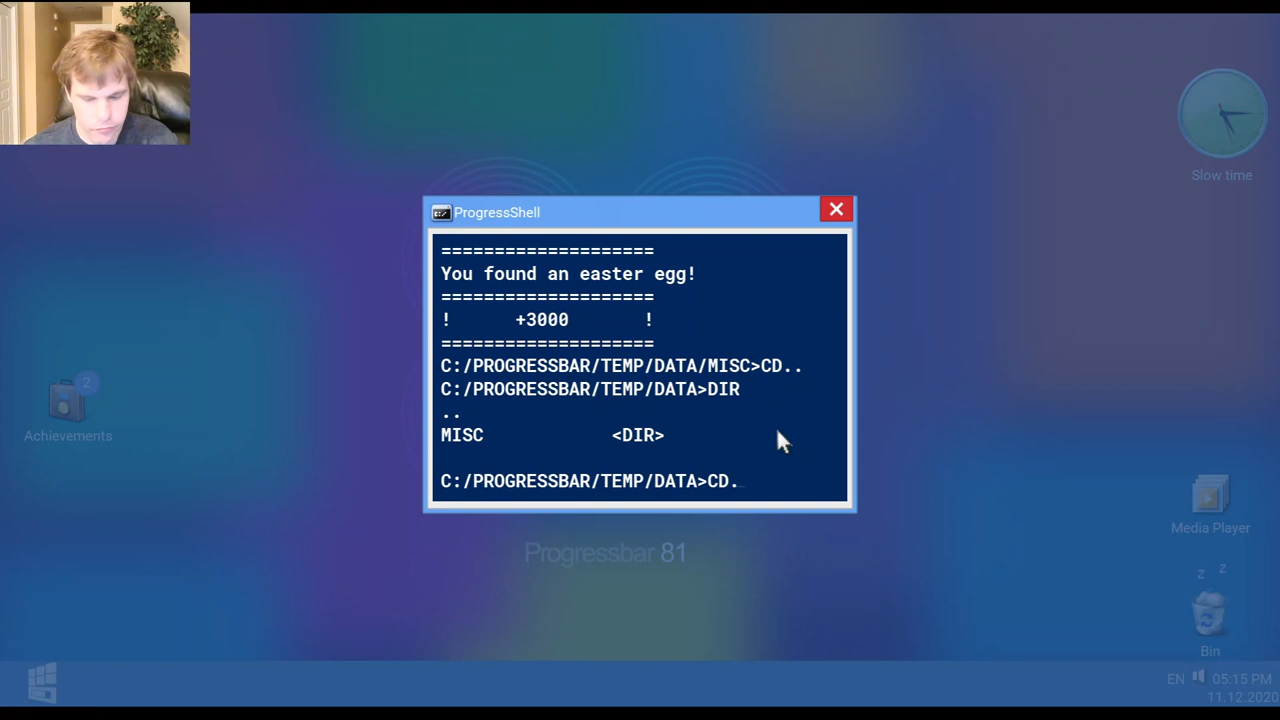 Slow time
ProgressShell
====================
You found an easter egg!
====================
!      +3000       !
====================
C:/PROGRESSBAR/TEMP/DATA/MISC>CD..
C:/PROGRESSBAR/TEMP/DATA>DIR
..
MISC            <DIR>
C:/PROGRESSBAR/TEMP/DATA>CD.
2
Achievements
Media Player
Progressbar 81
z z
Bin
EN 05:15 PM
11.12.2020